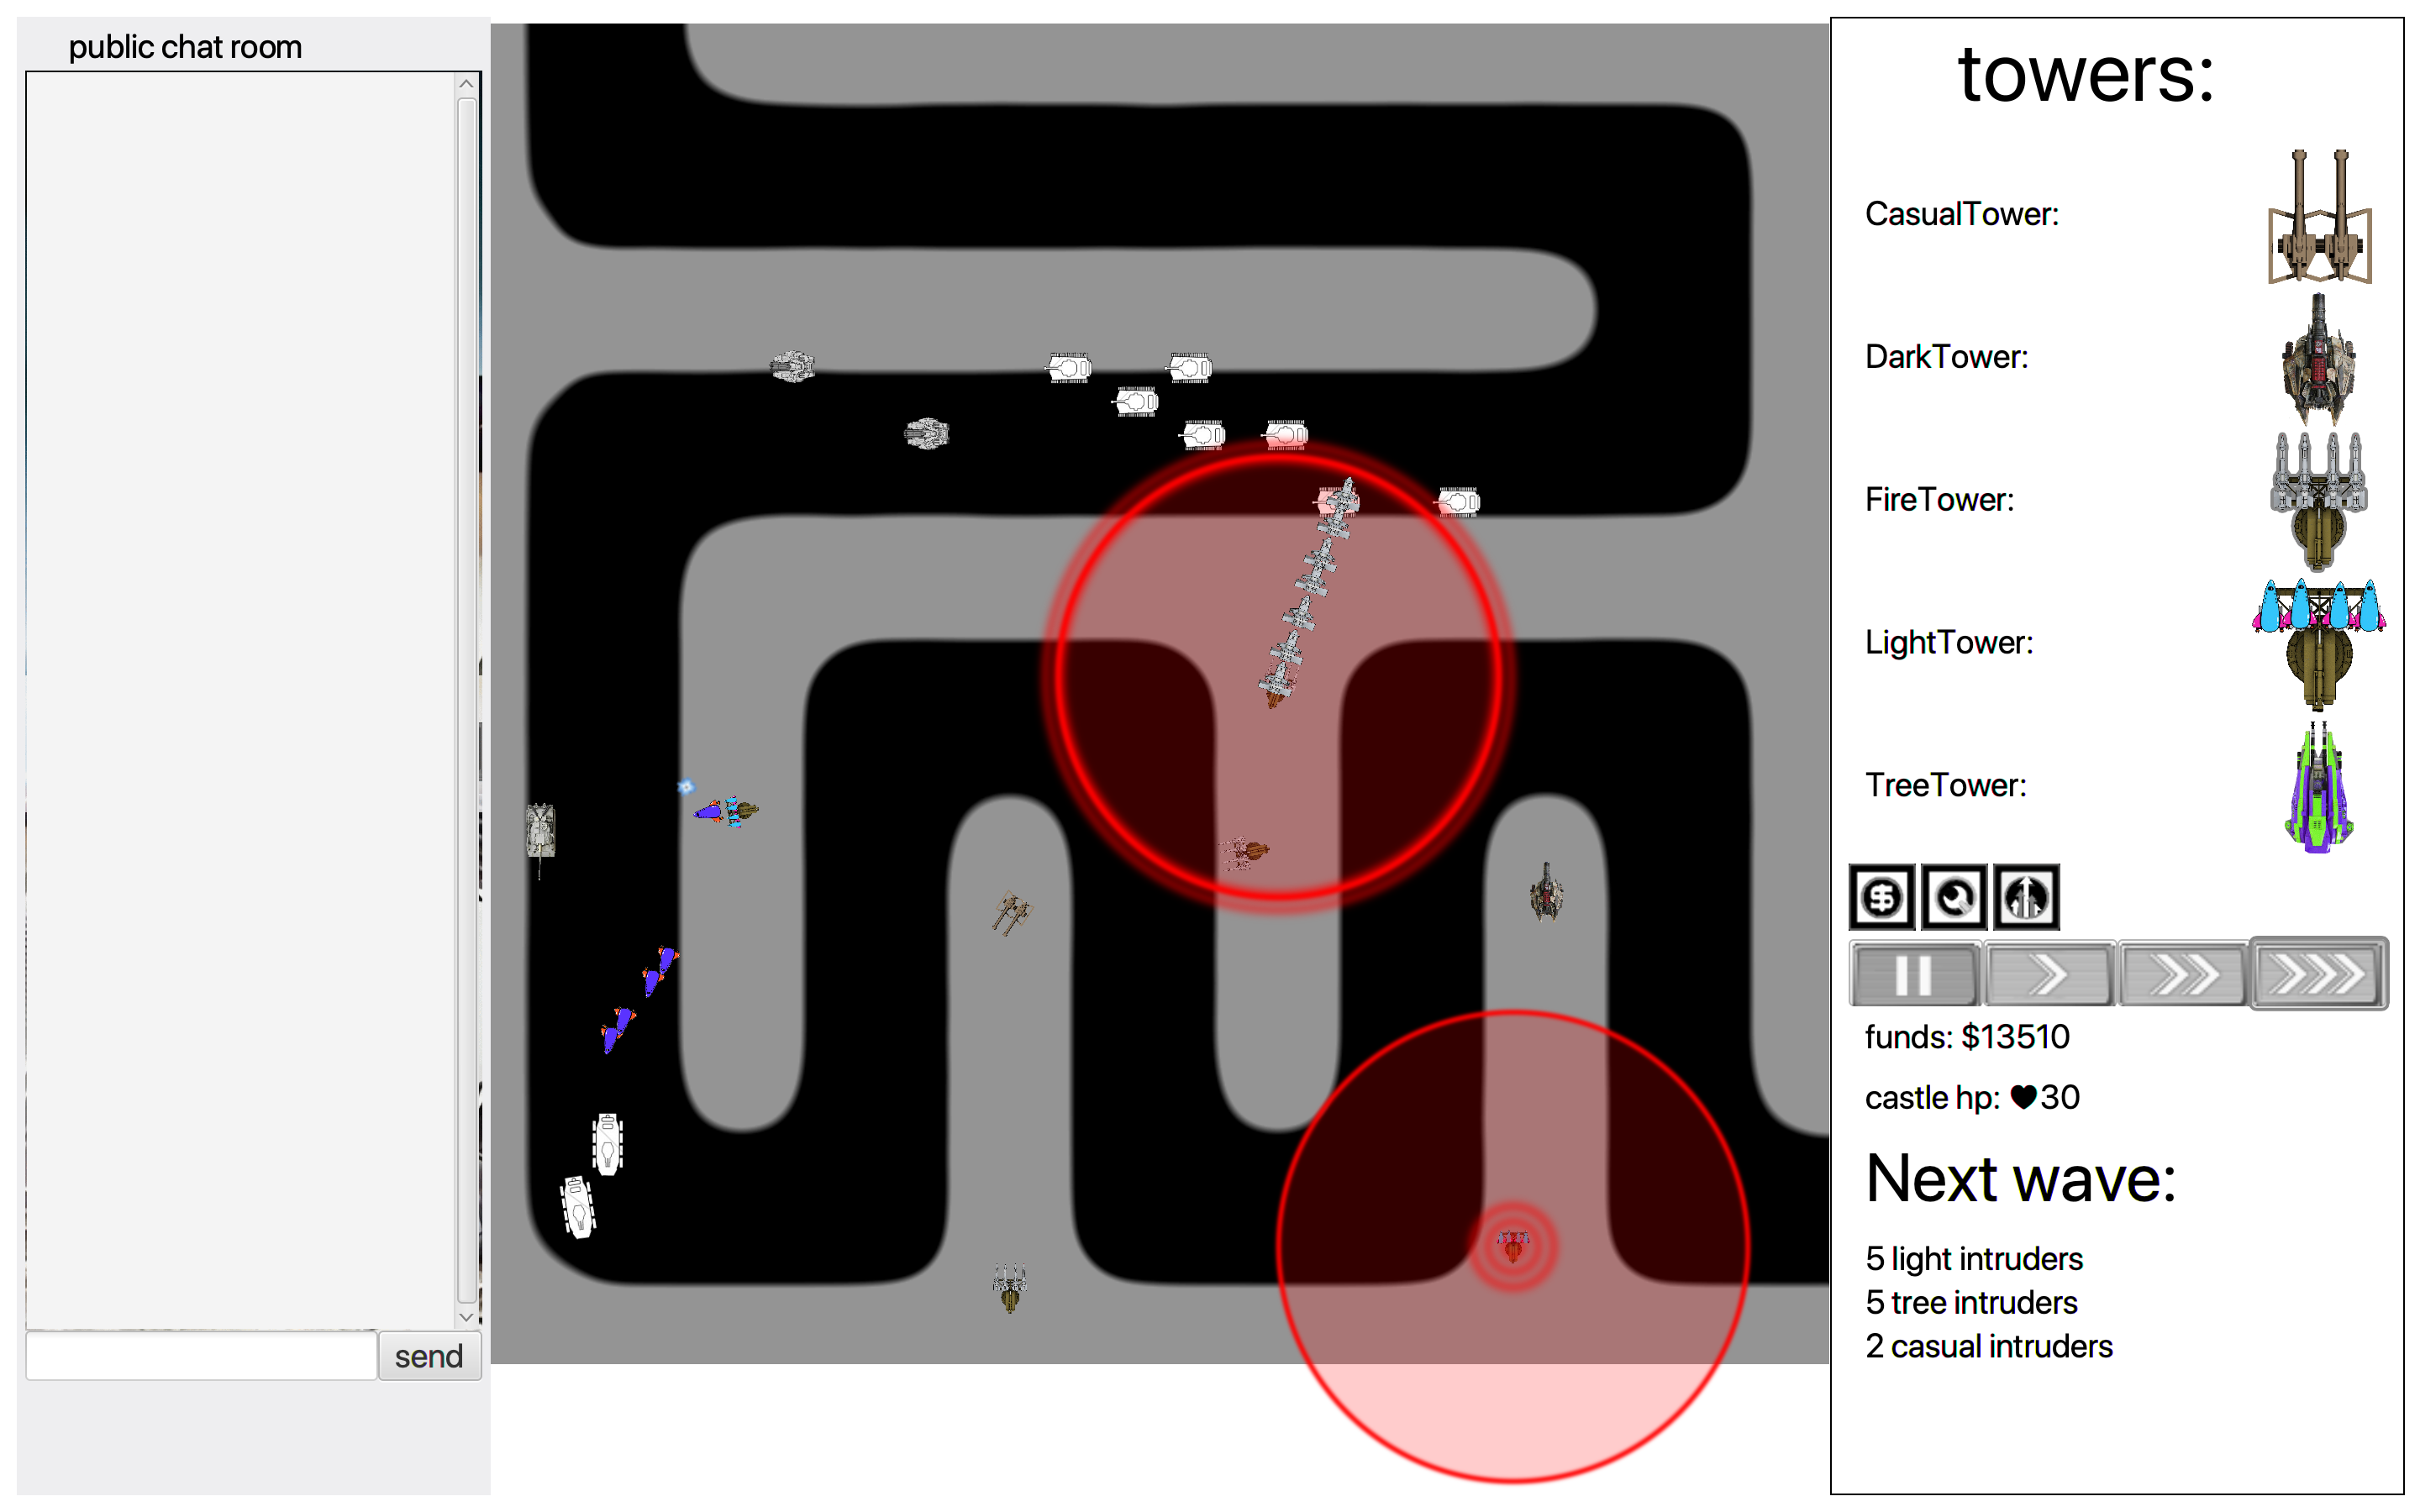 public chat room
send
towers:
CasualTower:
DarkTower:
FireTower:
LightTower:
TreeTower:
funds: $13510
castle hp: ♥30
Next wave:
5 light intruders
5 tree intruders
2 casual intruders